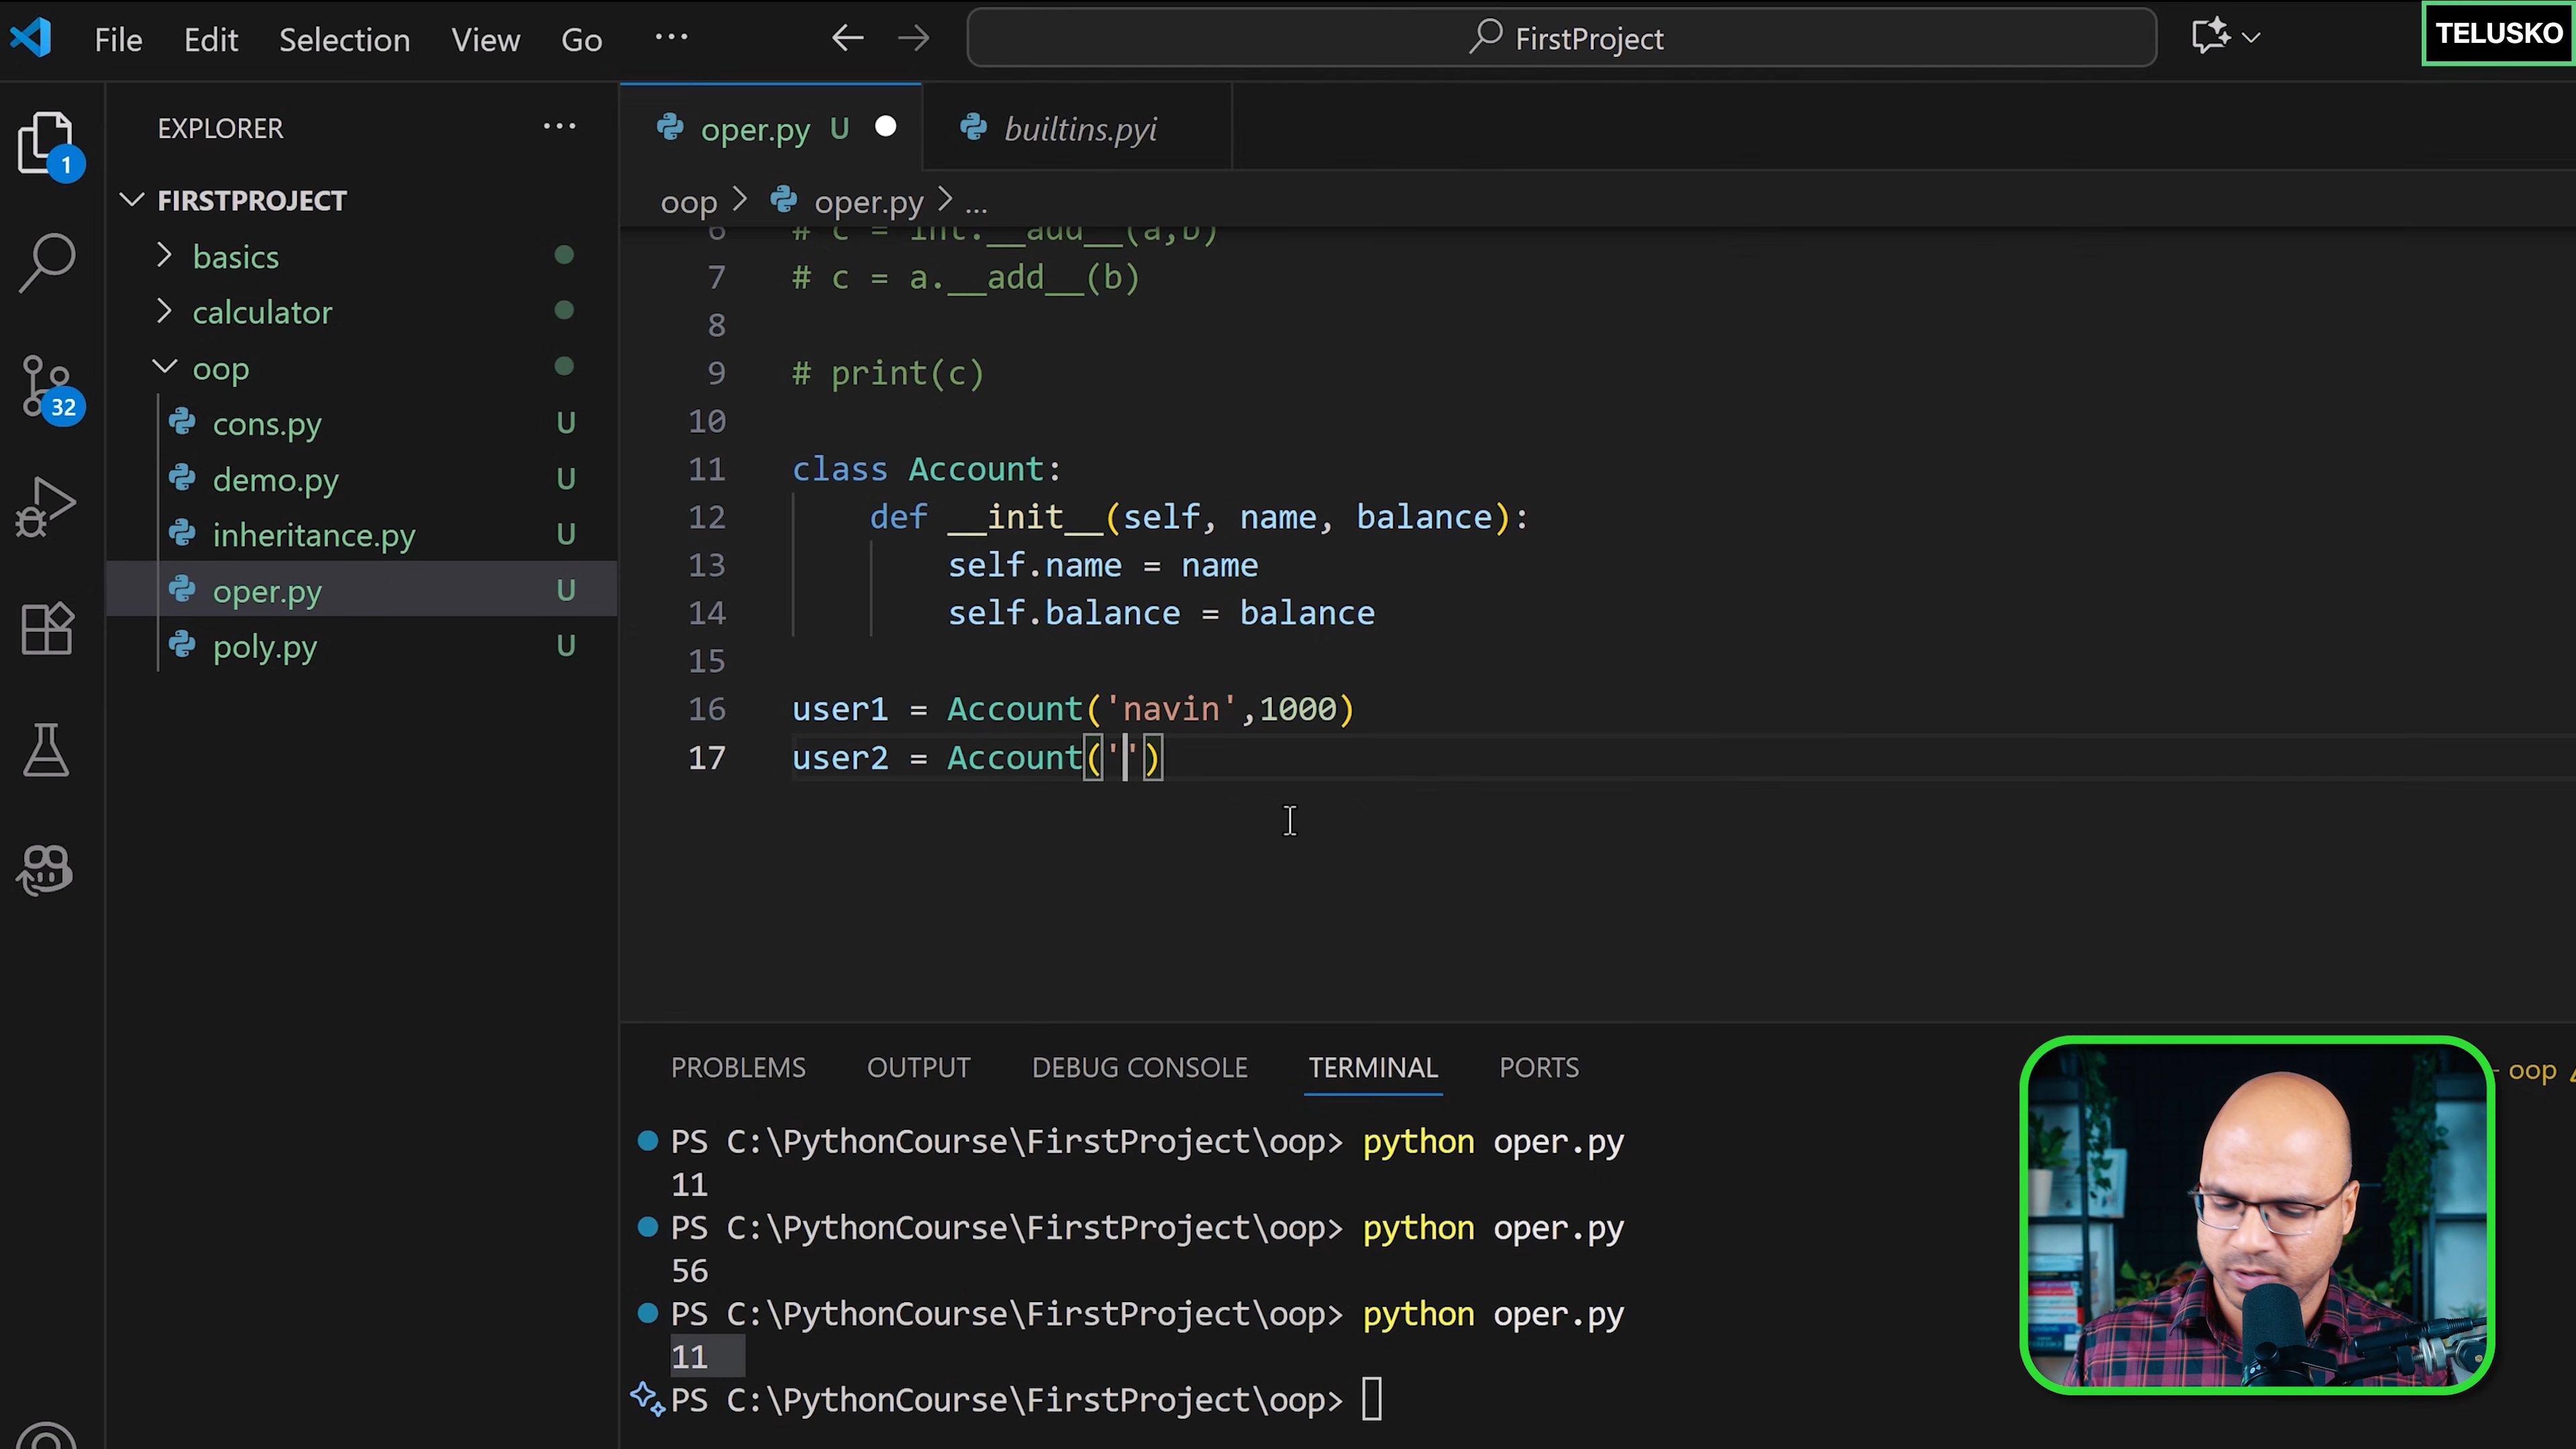 File Edit Selection View Go ...
FirstProject
TELUSKO
EXPLORER ...
oper.py U
builtins.pyi
1
FIRSTPROJECT
oop > oper.py > ...
basics
calculator
oop
cons.py U
demo.py U
inheritance.py U
oper.py U
poly.py U
32
6 # c = int.__add__(a,b)
7 # c = a.__add__(b)
8
9 # print(c)
10
11 class Account:
12 def __init__(self, name, balance):
13 self.name = name
14 self.balance = balance
15
16 user1 = Account('navin',1000)
17 user2 = Account('')
PROBLEMS OUTPUT DEBUG CONSOLE TERMINAL PORTS
oop
PS C:\PythonCourse\FirstProject\oop> python oper.py
11
PS C:\PythonCourse\FirstProject\oop> python oper.py
56
PS C:\PythonCourse\FirstProject\oop> python oper.py
11
PS C:\PythonCourse\FirstProject\oop>